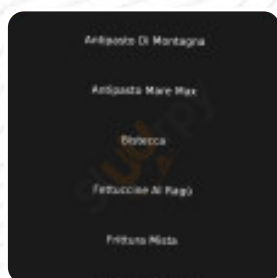 Antipasto Di Montagna
Antipasto Mare Max
Bistecca
Fettuccine Al Ragù
Frittura Mista